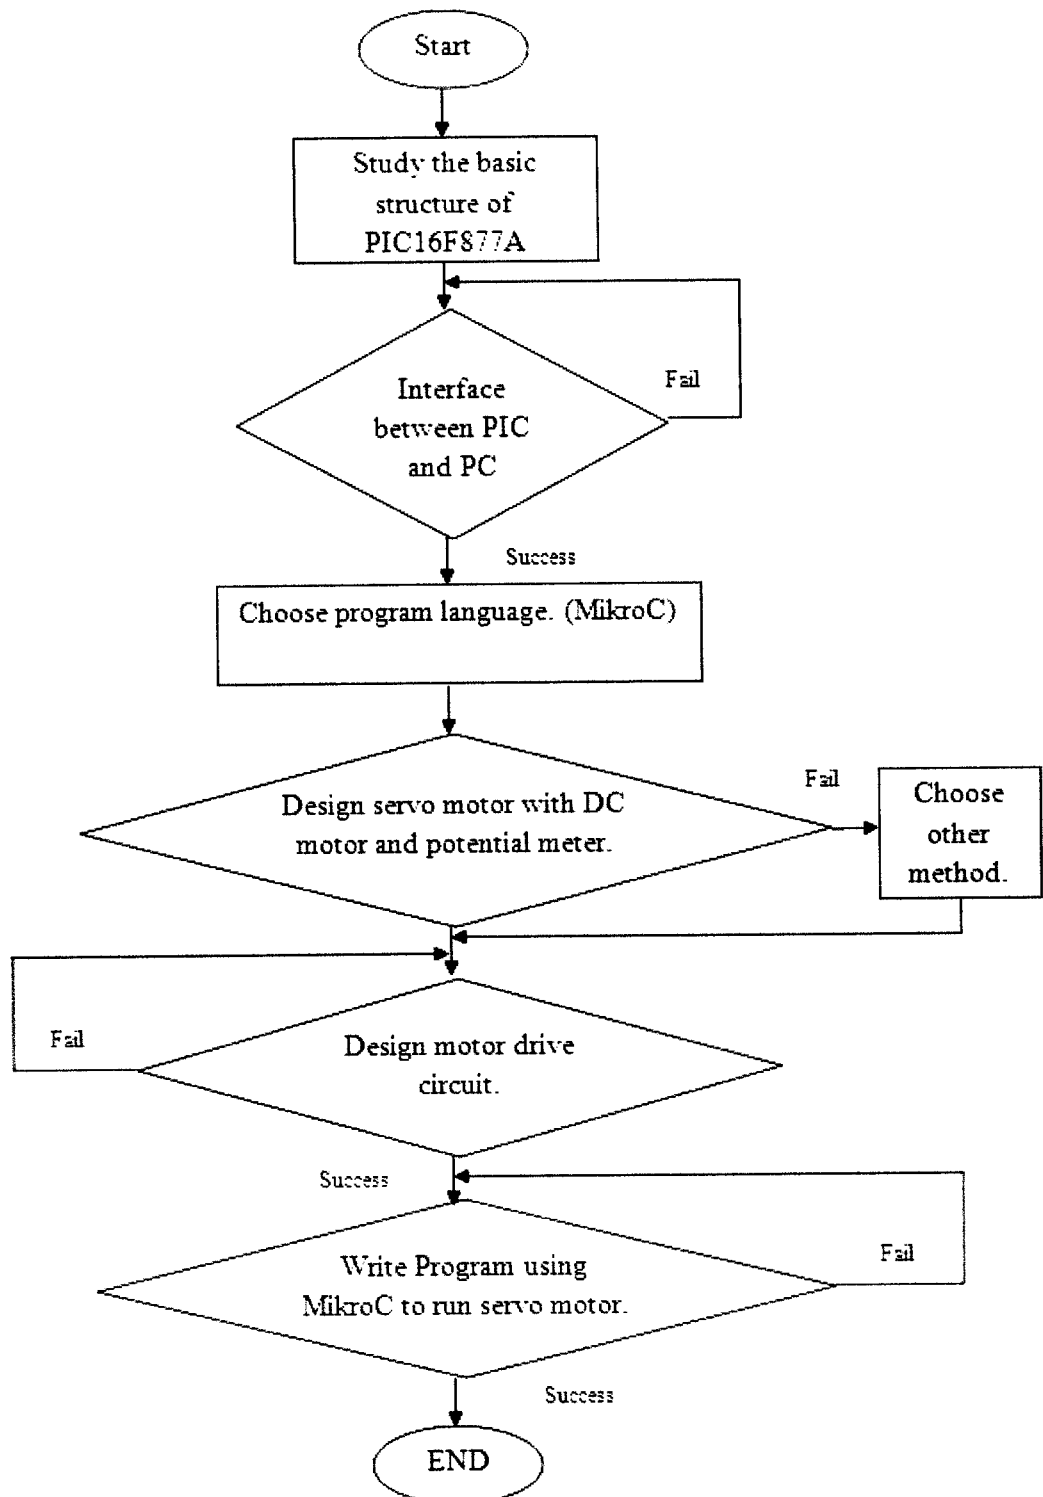 Start
Study the basic
structure of
PIC16F877A
Fail
Interface
between PIC
and PC
Success
Choose program language. (MikroC)
Fail
Design servo motor with DC
motor and potential meter.
Choose
other
method.
Fail
Design motor drive
circuit.
Success
Fail
Write Program using
MikroC to run servo motor.
Success
END